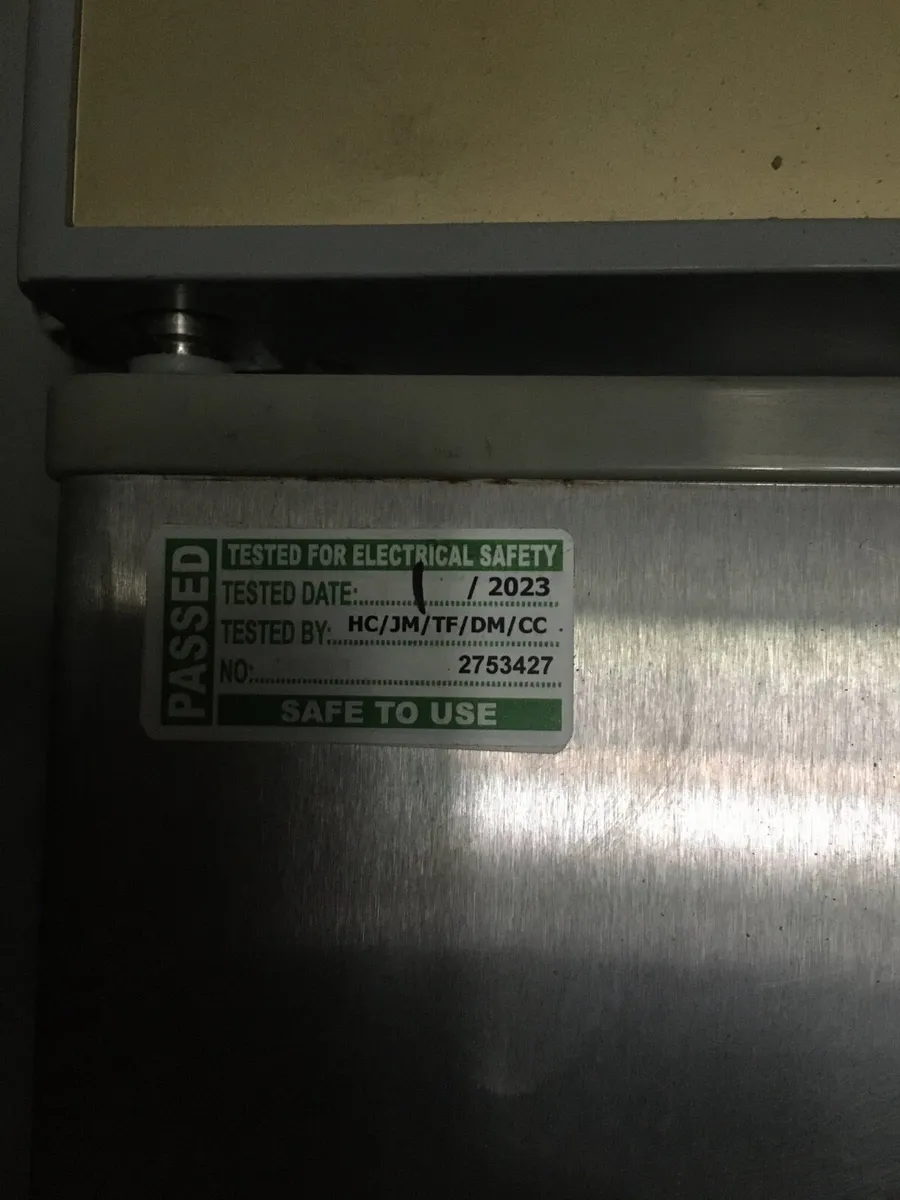 PASSED
TESTED FOR ELECTRICAL SAFETY
TESTED DATE: 1 / 2023
TESTED BY: HC/JM/TF/DM/CC
NO: 2753427
SAFE TO USE